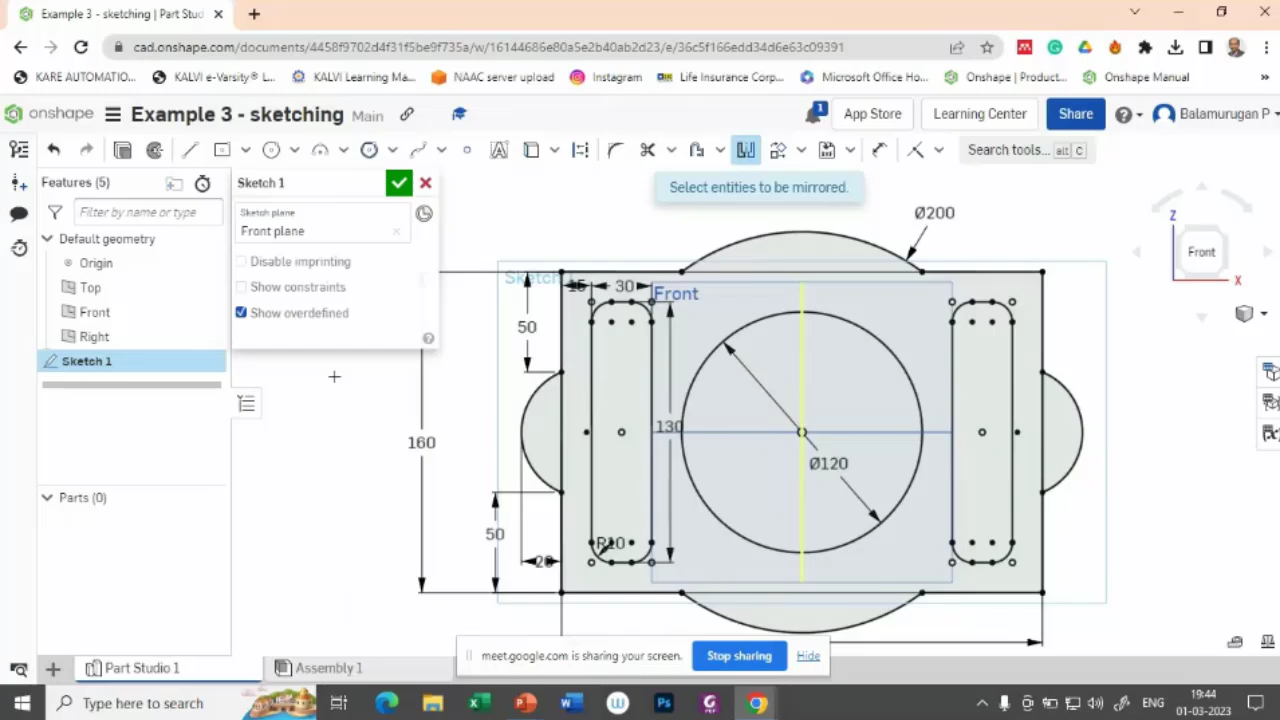 Example 3 - sketching | Part Studi
cad.onshape.com/documents/4458f9702d4f31f5be9f735a/w/16144686e80a5e2b40ab2d23/e/36c5f166edd34d6e63c09391
KARE AUTOMATIO...
KALVI e-Varsity® L...
KALVI Learning Ma...
NAAC server upload
Instagram
Life Insurance Corp...
Microsoft Office Ho...
Onshape | Product...
Onshape Manual
»
onshape
Example 3 - sketching
Main
1
App Store
Learning Center
Share
Balamurugan P
Search tools...
alt C
Features (5)
Filter by name or type
Default geometry
Origin
Top
Front
Right
Sketch 1
Parts (0)
Sketch 1
Sketch plane
Front plane
Disable imprinting
Show constraints
Show overdefined
Select entities to be mirrored.
Z
Front
X
Ø200
Sketch
15
30
Front
50
130
160
Ø120
50
R10
20
meet.google.com is sharing your screen.
Stop sharing
Hide
Part Studio 1
Assembly 1
Type here to search
ENG
19:44
01-03-2023